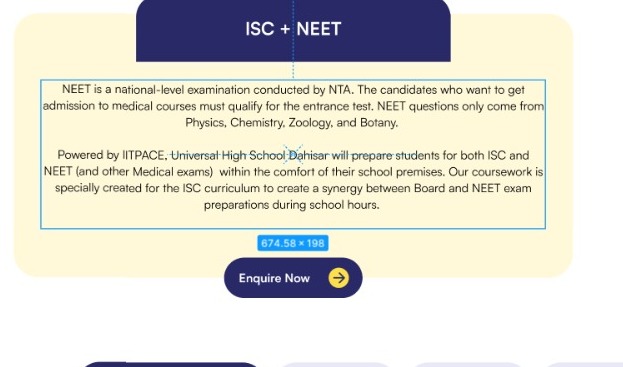 ISC + NEET
NEET is a national-level examination conducted by NTA. The candidates who want to get
admission to medical courses must qualify for the entrance test. NEET questions only come from
Physics, Chemistry, Zoology, and Botany.
Powered by IITPACE, Universal High School Dahisar will prepare students for both ISC and
NEET (and other Medical exams)  within the comfort of their school premises. Our coursework is
specially created for the ISC curriculum to create a synergy between Board and NEET exam
preparations during school hours.
674.58 × 198
Enquire Now